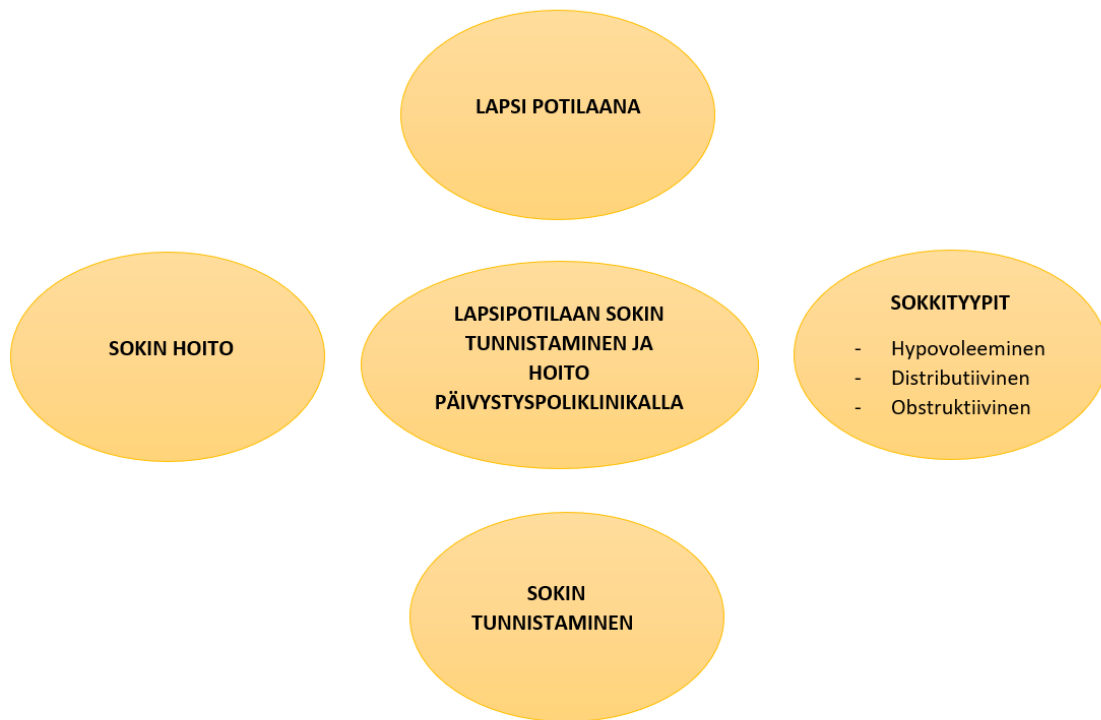 LAPSI POTILAANA
SOKIN HOITO
LAPSIPOTILAAN SOKIN
TUNNISTAMINEN JA
HOITO
PÄIVYSTYSPOLIKLINIKALLA
SOKKITYYPIT
- Hypovoleeminen
- Distributiivinen
- Obstruktiivinen
SOKIN
TUNNISTAMINEN